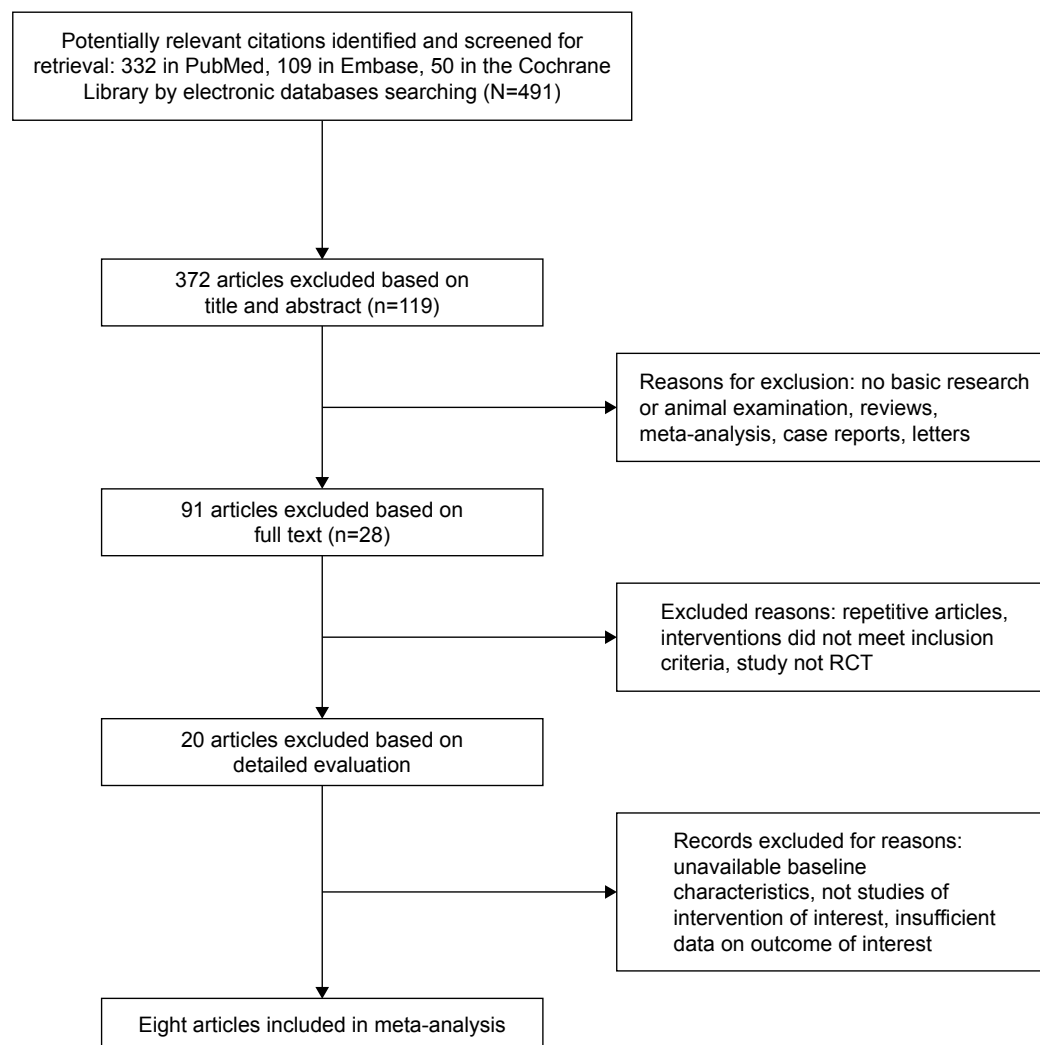 Potentially relevant citations identified and screened for
retrieval: 332 in PubMed, 109 in Embase, 50 in the Cochrane
Library by electronic databases searching (N=491)
372 articles excluded based on
title and abstract (n=119)
Reasons for exclusion: no basic research
or animal examination, reviews,
meta-analysis, case reports, letters
91 articles excluded based on
full text (n=28)
Excluded reasons: repetitive articles,
interventions did not meet inclusion
criteria, study not RCT
20 articles excluded based on
detailed evaluation
Records excluded for reasons:
unavailable baseline
characteristics, not studies of
intervention of interest, insufficient
data on outcome of interest
Eight articles included in meta-analysis